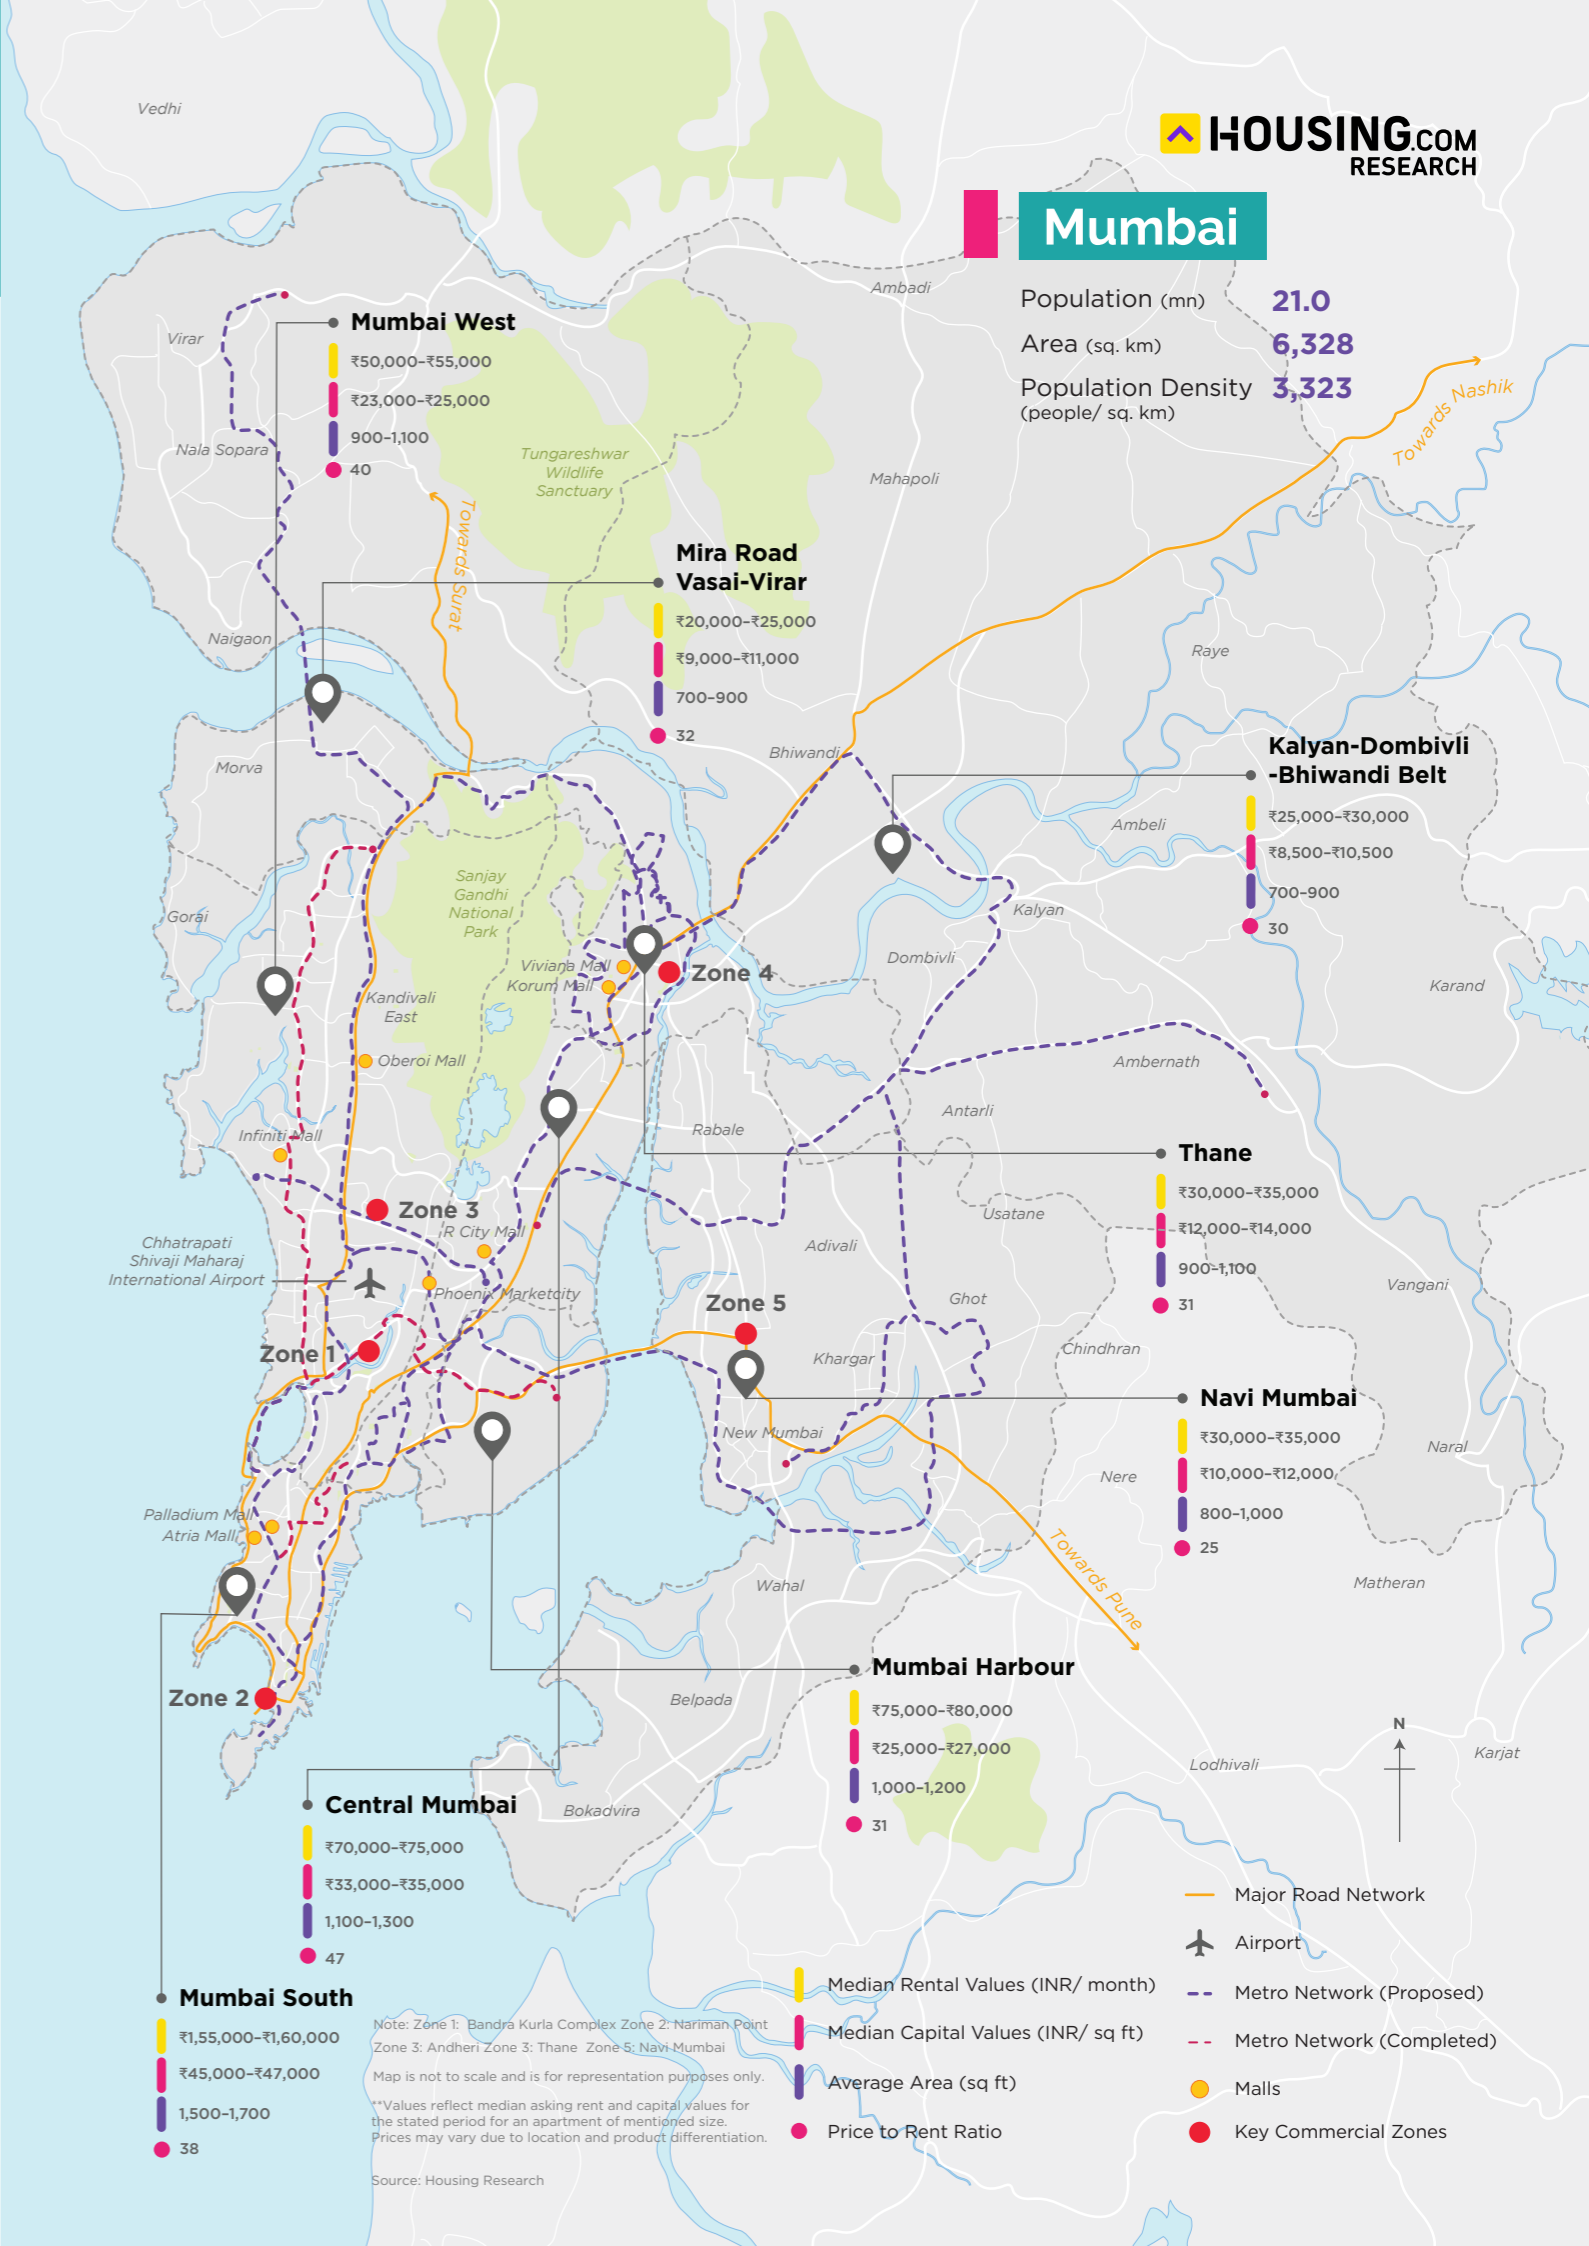 Vedhi
HOUSING.COM
RESEARCH
Mumbai
Population (mn) 21.0
Area (sq. km) 6,328
Population Density 3,323
(people/ sq. km)
Ambadi
Virar
Mumbai West
₹50,000–₹55,000
₹23,000–₹25,000
900–1,100
40
Nala Sopara
Towards Nashik
Tungareshwar
Wildlife
Sanctuary
Mahapoli
Towards Surat
Mira Road
Vasai-Virar
₹20,000–₹25,000
₹9,000–₹11,000
700–900
32
Naigaon
Raye
Morva
Bhiwandi
Kalyan-Dombivli
-Bhiwandi Belt
₹25,000–₹30,000
₹8,500–₹10,500
700–900
30
Ambeli
Sanjay
Gandhi
National
Park
Gorai
Kalyan
Dombivli
Viviana Mall
Korum Mall
Zone 4
Karand
Kandivali
East
Oberoi Mall
Ambernath
Antarli
Rabale
Infiniti Mall
Thane
₹30,000–₹35,000
₹12,000–₹14,000
900–1,100
31
Zone 3
R City Mall
Usatane
Chhatrapati
Shivaji Maharaj
International Airport
Adivali
Vangani
Phoenix Marketcity
Zone 5
Ghot
Zone 1
Khargar
Chindhran
Navi Mumbai
₹30,000–₹35,000
₹10,000–₹12,000
800–1,000
25
New Mumbai
Naral
Nere
Palladium Mall
Atria Mall
Towards Pune
Wahal
Matheran
Mumbai Harbour
₹75,000–₹80,000
₹25,000–₹27,000
1,000–1,200
31
Zone 2
Belpada
N
Karjat
Lodhivali
Central Mumbai
₹70,000–₹75,000
₹33,000–₹35,000
1,100–1,300
47
Bokadvira
Mumbai South
₹1,55,000–₹1,60,000
₹45,000–₹47,000
1,500–1,700
38
Note: Zone 1: Bandra Kurla Complex Zone 2: Nariman Point
Zone 3: Andheri Zone 3: Thane Zone 5: Navi Mumbai
Map is not to scale and is for representation purposes only.
**Values reflect median asking rent and capital values for
the stated period for an apartment of mentioned size.
Prices may vary due to location and product differentiation.
Source: Housing Research
Median Rental Values (INR/ month)
Median Capital Values (INR/ sq ft)
Average Area (sq ft)
Price to Rent Ratio
Major Road Network
Airport
Metro Network (Proposed)
Metro Network (Completed)
Malls
Key Commercial Zones